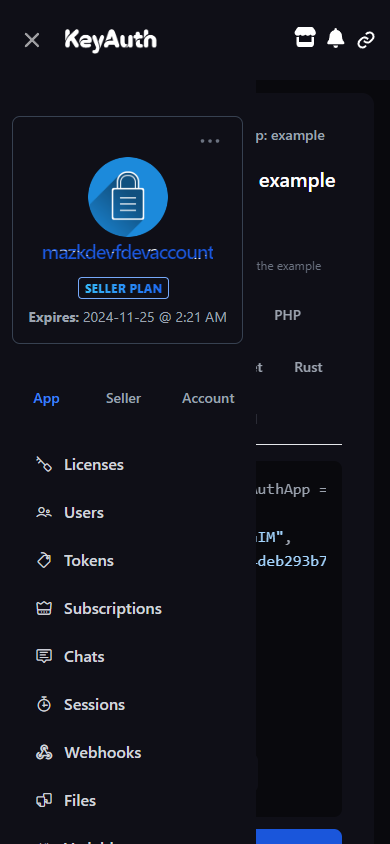 KeyAuth
p: example
example
mazkdevfdevaccount
SELLER PLAN
the example
Expires: 2024-11-25 @ 2:21 AM
PHP
et
Rust
App
Seller
Account
Licenses
AuthApp =
Users
IM",
Tokens
deb293b7
Subscriptions
Chats
Sessions
Webhooks
Files